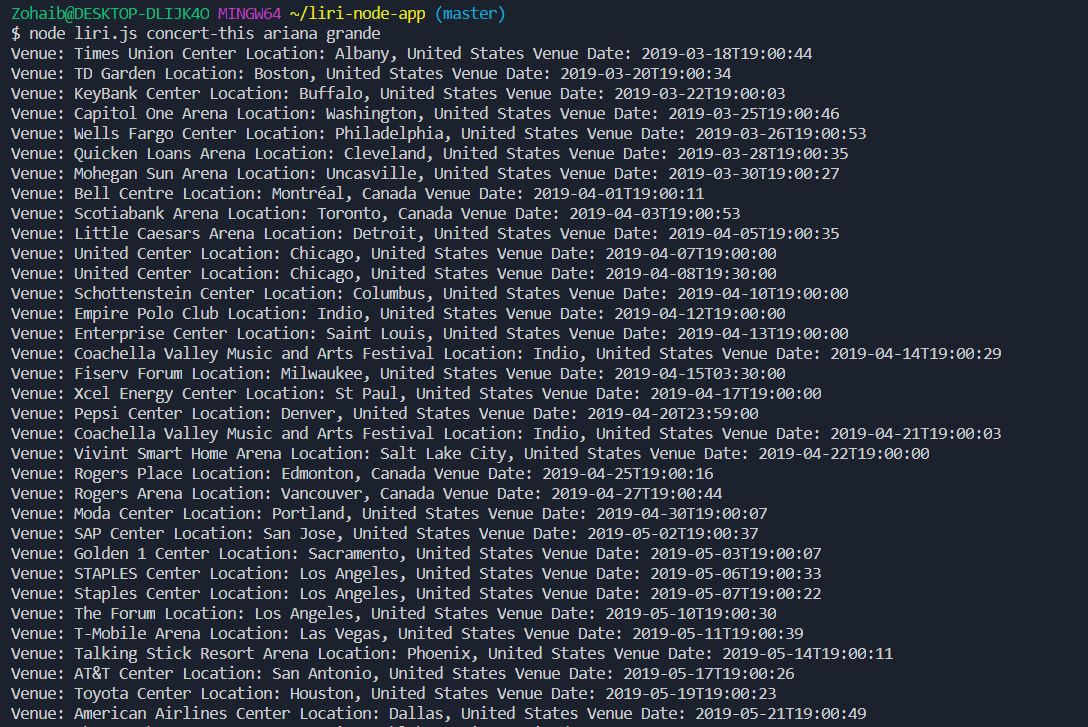 Zohaib@DESKTOP-DLIJK4O MINGW64 ~/liri-node-app (master)
$ node liri.js concert-this ariana grande
Venue: Times Union Center Location: Albany, United States Venue Date: 2019-03-18T19:00:44
Venue: TD Garden Location: Boston, United States Venue Date: 2019-03-20T19:00:34
Venue: KeyBank Center Location: Buffalo, United States Venue Date: 2019-03-22T19:00:03
Venue: Capitol One Arena Location: Washington, United States Venue Date: 2019-03-25T19:00:46
Venue: Wells Fargo Center Location: Philadelphia, United States Venue Date: 2019-03-26T19:00:53
Venue: Quicken Loans Arena Location: Cleveland, United States Venue Date: 2019-03-28T19:00:35
Venue: Mohegan Sun Arena Location: Uncasville, United States Venue Date: 2019-03-30T19:00:27
Venue: Bell Centre Location: Montréal, Canada Venue Date: 2019-04-01T19:00:11
Venue: Scotiabank Arena Location: Toronto, Canada Venue Date: 2019-04-03T19:00:53
Venue: Little Caesars Arena Location: Detroit, United States Venue Date: 2019-04-05T19:00:35
Venue: United Center Location: Chicago, United States Venue Date: 2019-04-07T19:00:00
Venue: United Center Location: Chicago, United States Venue Date: 2019-04-08T19:30:00
Venue: Schottenstein Center Location: Columbus, United States Venue Date: 2019-04-10T19:00:00
Venue: Empire Polo Club Location: Indio, United States Venue Date: 2019-04-12T19:00:00
Venue: Enterprise Center Location: Saint Louis, United States Venue Date: 2019-04-13T19:00:00
Venue: Coachella Valley Music and Arts Festival Location: Indio, United States Venue Date: 2019-04-14T19:00:29
Venue: Fiserv Forum Location: Milwaukee, United States Venue Date: 2019-04-15T03:30:00
Venue: Xcel Energy Center Location: St Paul, United States Venue Date: 2019-04-17T19:00:00
Venue: Pepsi Center Location: Denver, United States Venue Date: 2019-04-20T23:59:00
Venue: Coachella Valley Music and Arts Festival Location: Indio, United States Venue Date: 2019-04-21T19:00:03
Venue: Vivint Smart Home Arena Location: Salt Lake City, United States Venue Date: 2019-04-22T19:00:00
Venue: Rogers Place Location: Edmonton, Canada Venue Date: 2019-04-25T19:00:16
Venue: Rogers Arena Location: Vancouver, Canada Venue Date: 2019-04-27T19:00:44
Venue: Moda Center Location: Portland, United States Venue Date: 2019-04-30T19:00:07
Venue: SAP Center Location: San Jose, United States Venue Date: 2019-05-02T19:00:37
Venue: Golden 1 Center Location: Sacramento, United States Venue Date: 2019-05-03T19:00:07
Venue: STAPLES Center Location: Los Angeles, United States Venue Date: 2019-05-06T19:00:33
Venue: Staples Center Location: Los Angeles, United States Venue Date: 2019-05-07T19:00:22
Venue: The Forum Location: Los Angeles, United States Venue Date: 2019-05-10T19:00:30
Venue: T-Mobile Arena Location: Las Vegas, United States Venue Date: 2019-05-11T19:00:39
Venue: Talking Stick Resort Arena Location: Phoenix, United States Venue Date: 2019-05-14T19:00:11
Venue: AT&T Center Location: San Antonio, United States Venue Date: 2019-05-17T19:00:26
Venue: Toyota Center Location: Houston, United States Venue Date: 2019-05-19T19:00:23
Venue: American Airlines Center Location: Dallas, United States Venue Date: 2019-05-21T19:00:49